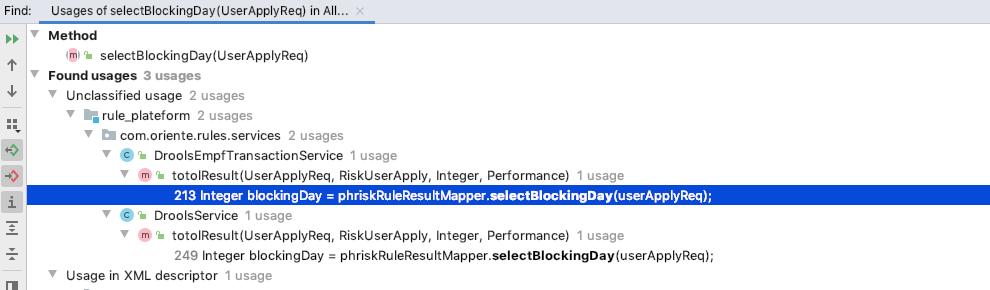 Find: Usages of selectBlockingDay(UserApplyReq) in All...
Method
selectBlockingDay(UserApplyReq)
Found usages 3 usages
Unclassified usage 2 usages
rule_plateform 2 usages
com.oriente.rules.services 2 usages
DroolsEmpfTransactionService 1 usage
totolResult(UserApplyReq, RiskUserApply, Integer, Performance) 1 usage
213 Integer blockingDay = phriskRuleResultMapper.selectBlockingDay(userApplyReq);
DroolsService 1 usage
totolResult(UserApplyReq, RiskUserApply, Integer, Performance) 1 usage
249 Integer blockingDay = phriskRuleResultMapper.selectBlockingDay(userApplyReq);
Usage in XML descriptor 1 usage